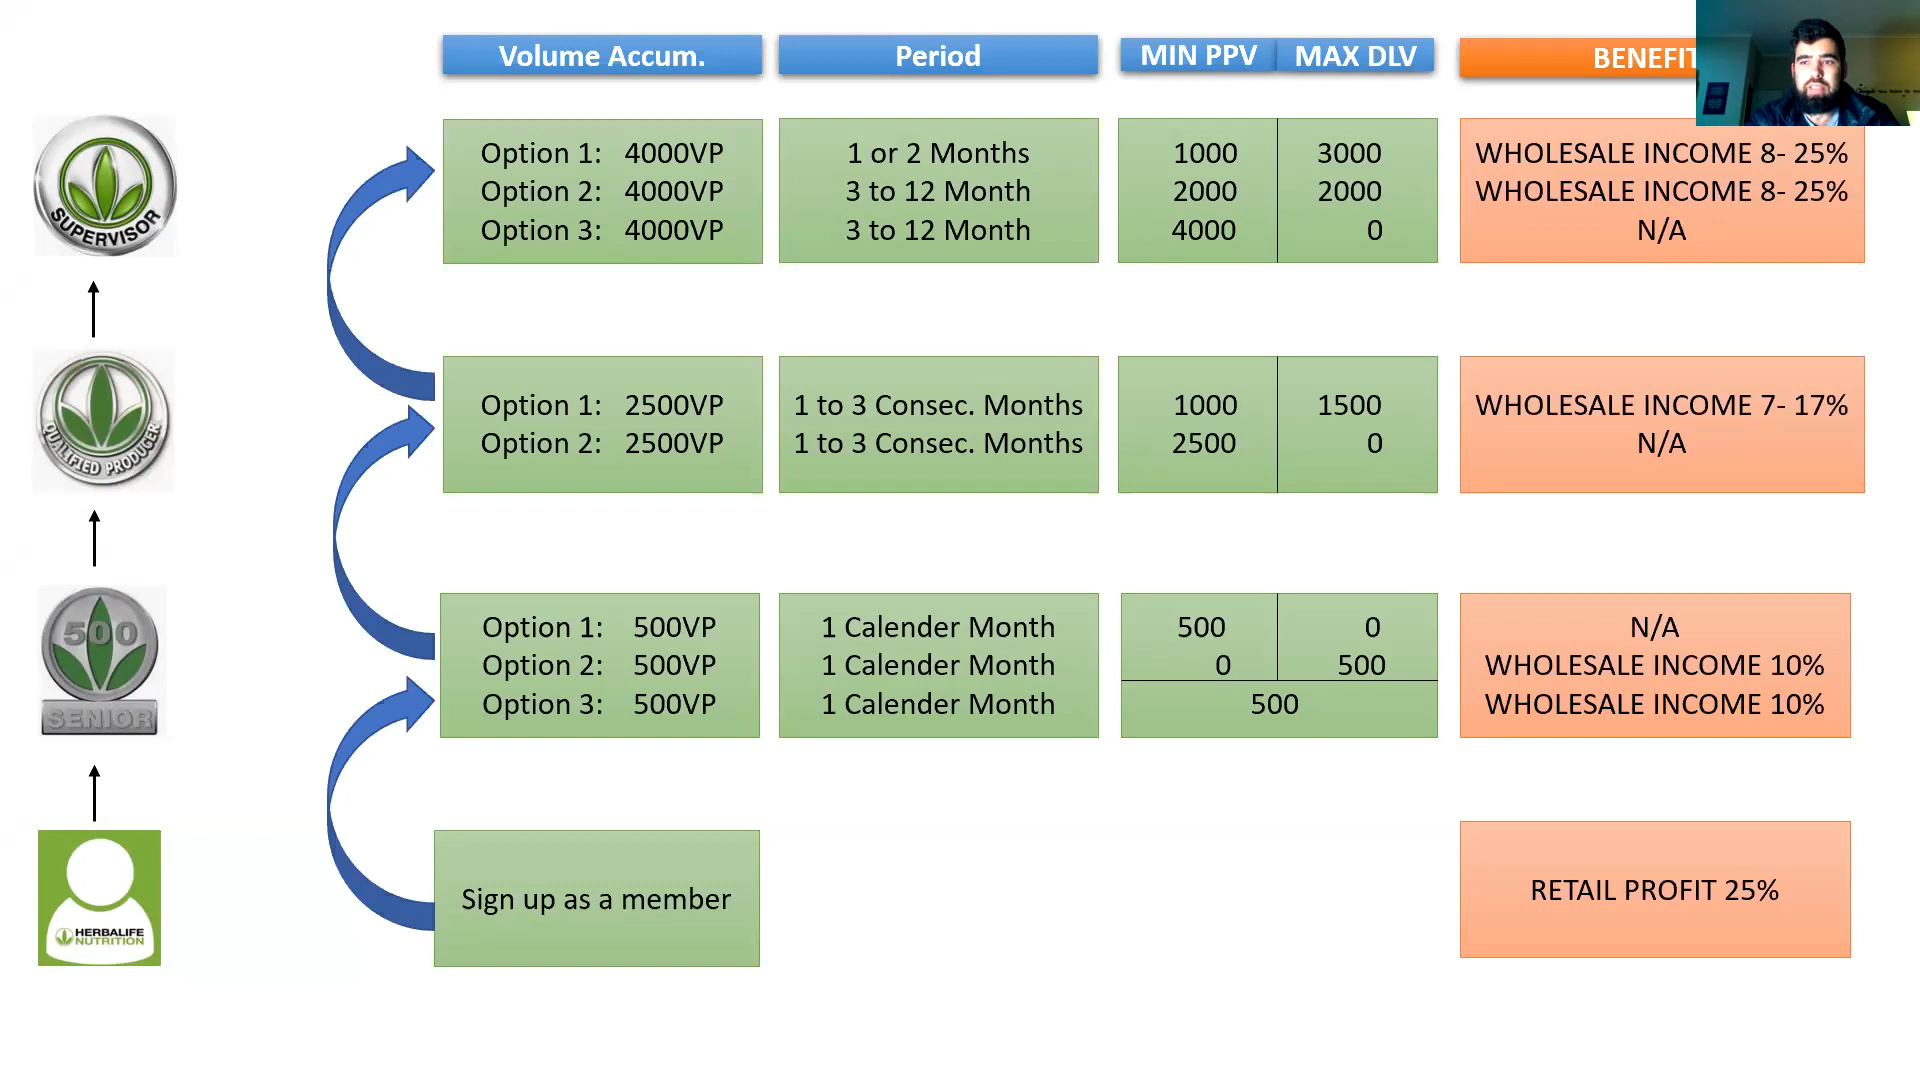 Volume Accum.
Period
MIN PPV
MAX DLV
BENEFIT
SUPERVISOR
Option 1: 4000VP
Option 2: 4000VP
Option 3: 4000VP
1 or 2 Months
3 to 12 Month
3 to 12 Month
1000 3000
2000 2000
4000 0
WHOLESALE INCOME 8- 25%
WHOLESALE INCOME 8- 25%
N/A
QUALIFIED PRODUCER
Option 1: 2500VP
Option 2: 2500VP
1 to 3 Consec. Months
1 to 3 Consec. Months
1000 1500
2500 0
WHOLESALE INCOME 7- 17%
N/A
500
SENIOR
Option 1: 500VP
Option 2: 500VP
Option 3: 500VP
1 Calender Month
1 Calender Month
1 Calender Month
500 0
0 500
500
N/A
WHOLESALE INCOME 10%
WHOLESALE INCOME 10%
HERBALIFE
NUTRITION
Sign up as a member
RETAIL PROFIT 25%